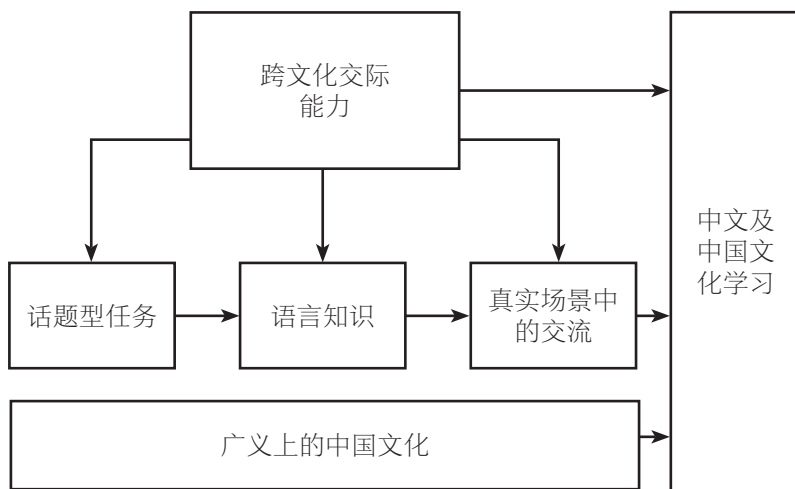 跨文化交际
能力
话题型任务
语言知识
真实场景中
的交流
中文及
中国文
化学习
广义上的中国文化